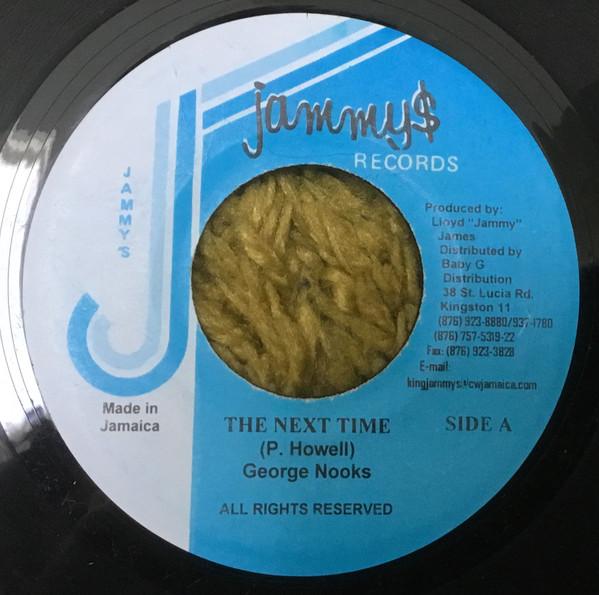 jammy$
RECORDS
JAMMY'S
Produced by:
Lloyd "Jammy"
James
Distributed by
Baby G
Distribution
38 St. Lucia Rd.
Kingston 11
(876) 923-8880/937-1780
(876) 757-5319-22
Fax: (876) 923-3828
E-mail:
kingjammys@cwjamaica.com
Made in
Jamaica
THE NEXT TIME
SIDE A
(P. Howell)
George Nooks
ALL RIGHTS RESERVED